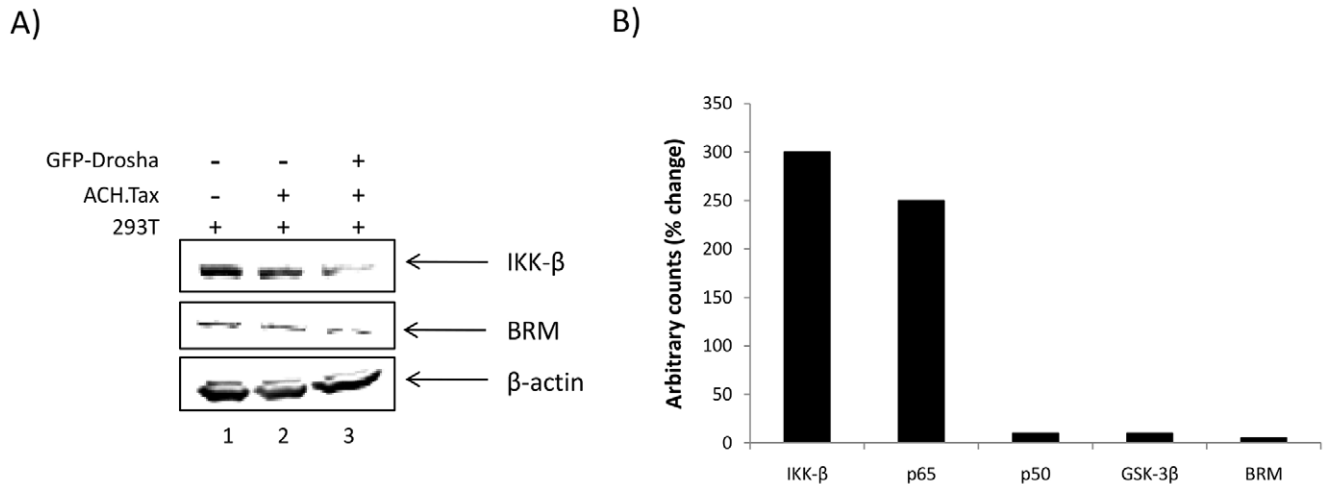 A)
GFP-Drosha - - +
ACH.Tax - + +
293T + + +
IKK-β
BRM
β-actin
1 2 3
B)
Arbitrary counts (% change)
350
300
250
200
150
100
50
0
IKK-β p65 p50 GSK-3β BRM